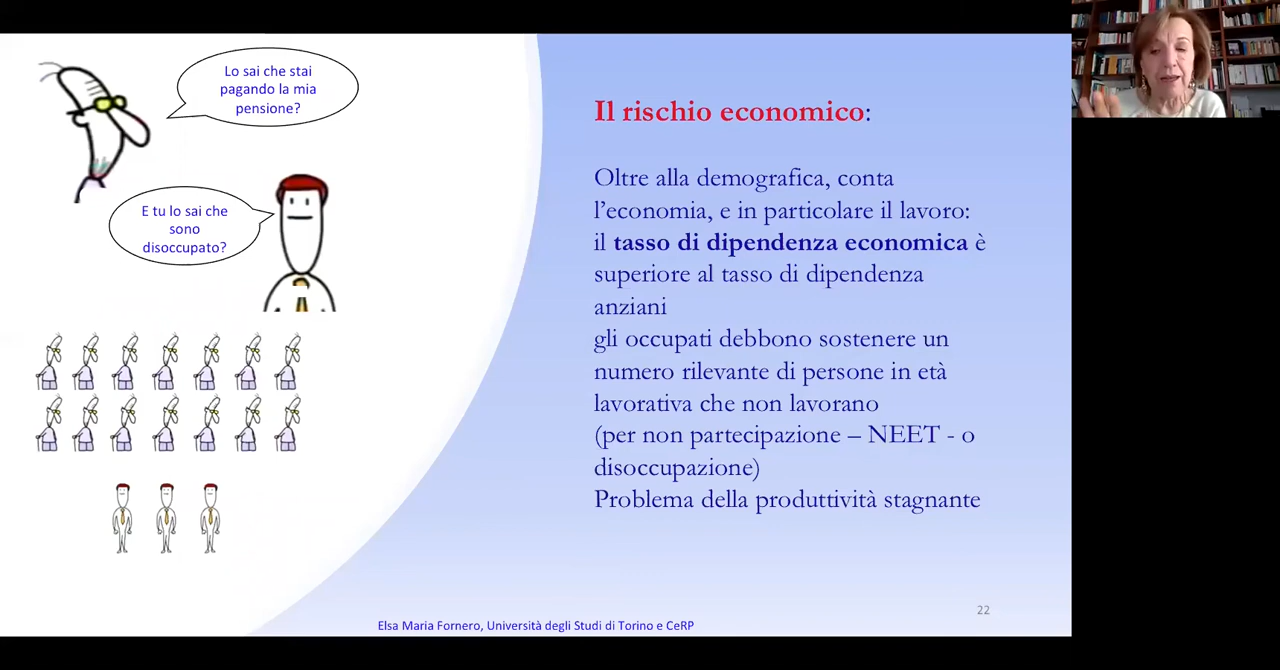 Lo sai che stai
pagando la mia
pensione?
E tu lo sai che
sono
disoccupato?
Il rischio economico:
Oltre alla demografica, conta
l’economia, e in particolare il lavoro:
il tasso di dipendenza economica è
superiore al tasso di dipendenza
anziani
gli occupati debbono sostenere un
numero rilevante di persone in età
lavorativa che non lavorano
(per non partecipazione – NEET - o
disoccupazione)
Problema della produttività stagnante
22
Elsa Maria Fornero, Università degli Studi di Torino e CeRP